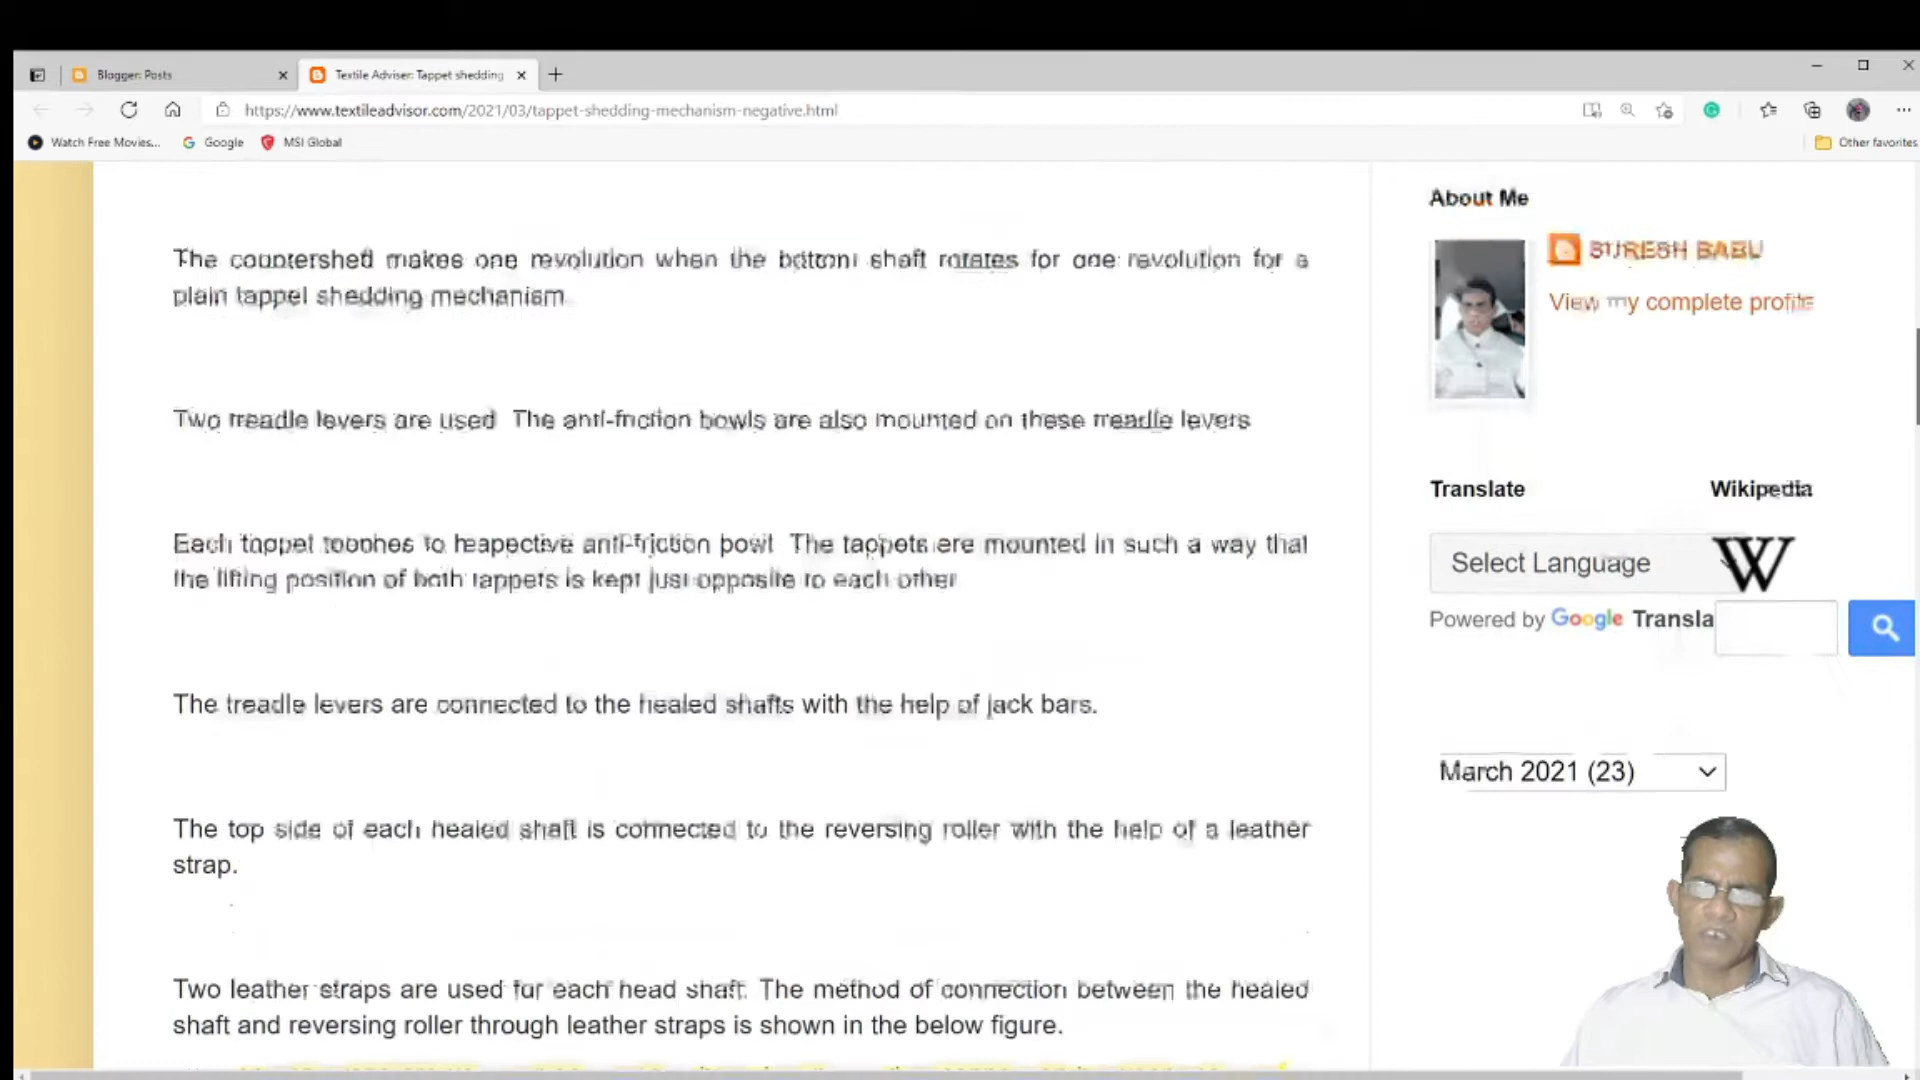 Blogger: Posts
Textile Adviser: Tappet shedding
https://www.textileadvisor.com/2021/03/tappet-shedding-mechanism-negative.html
Watch Free Movies...
Google
MSI Global
Other favorites
The countersheft makes one revolution when the bottom shaft rotates for one revolution for a
plain tappel shedding mechanism
Two treadle levers are used The anti-friction bowls are also mounted on these treadle levers
Each tappet touches to anti-friction bowl The tappets are mounted in such a way that
the lifting position of both tappets is kept just opposite to each other
The treadle levers are connected to the healed shafts with the help of jack bars.
The top side of each healed shaft is connected to the reversing roller with the help of a leather
strap.
Two leather straps are used for each head shaft. The method of connection between the healed
shaft and reversing roller through leather straps is shown in the below figure.
About Me
SURESH BABU
View my complete profile
Translate
Wikipedia
Select Language
W
Powered by Google Transla
March 2021 (23)